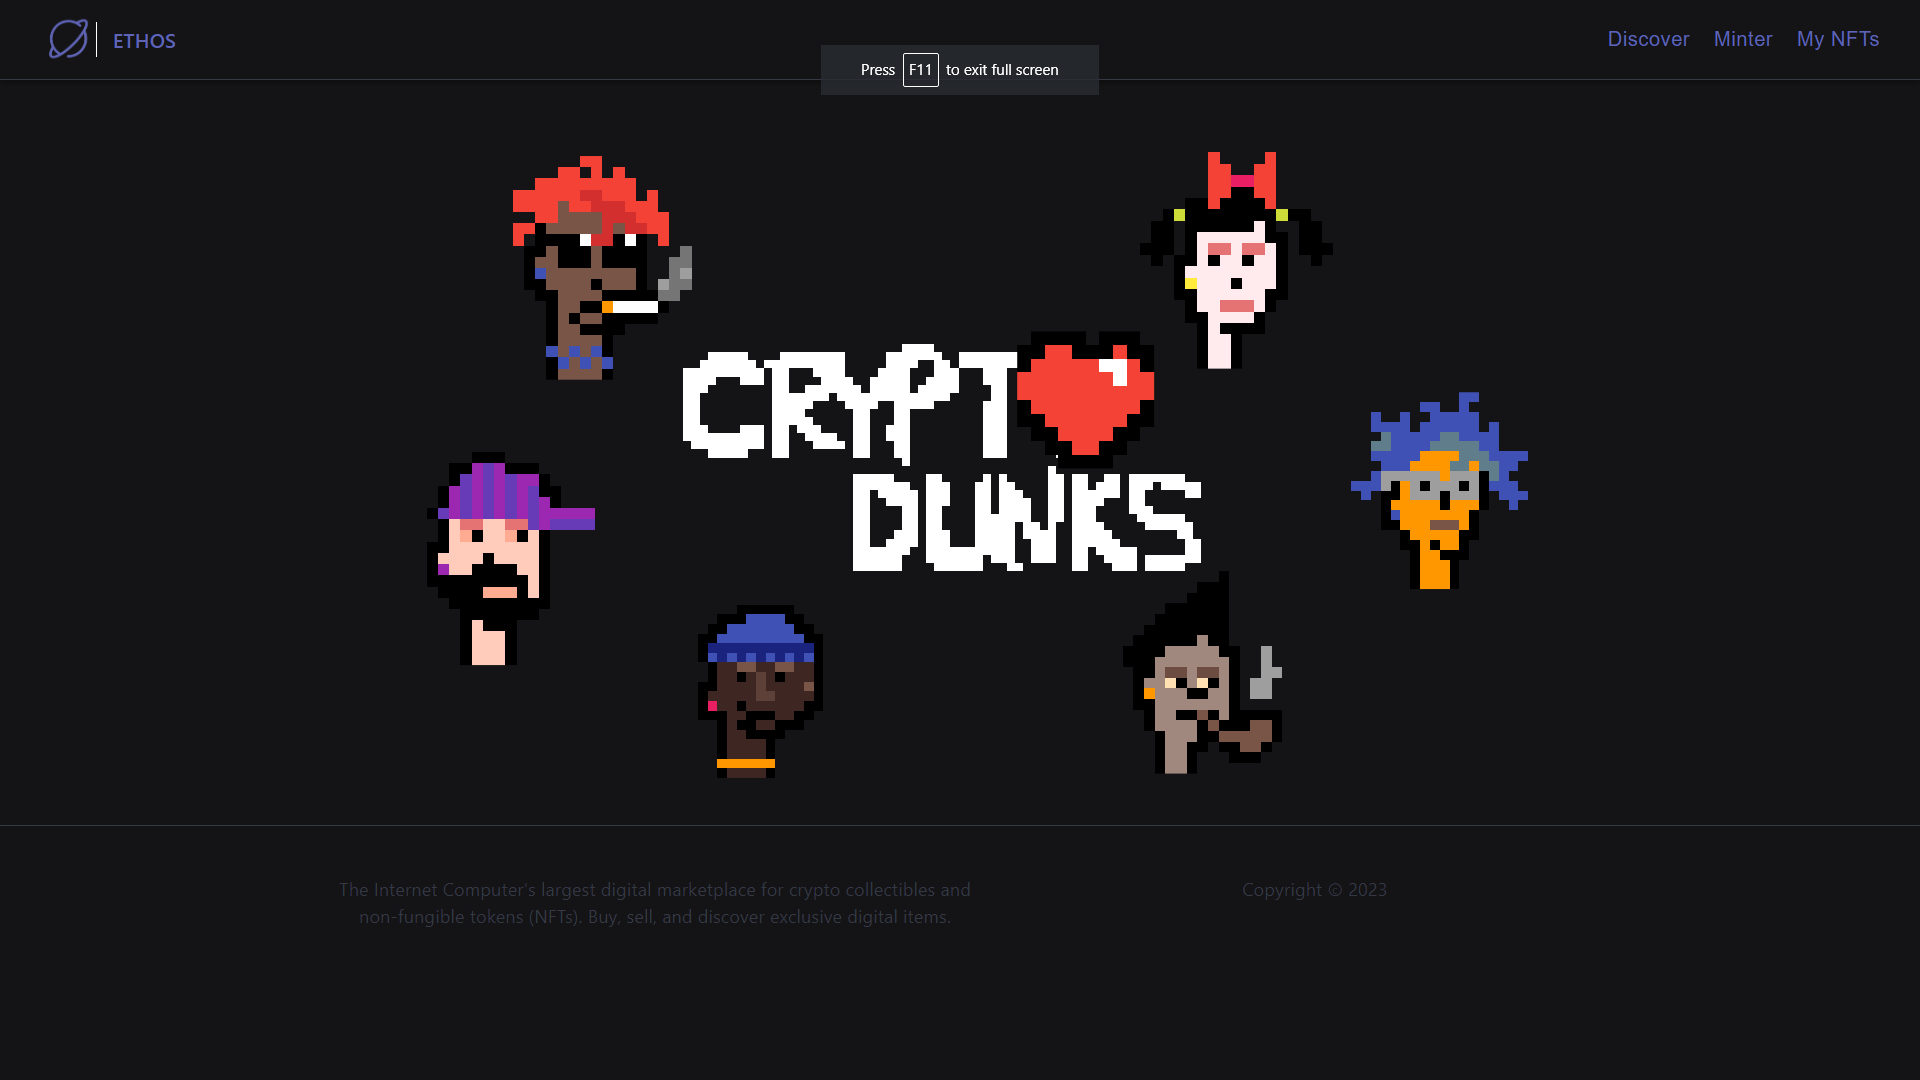 ETHOS
Discover Minter My NFTs
Press F11 to exit full screen
CRYPT
DUNKS
The Internet Computer's largest digital marketplace for crypto collectibles and
non-fungible tokens (NFTs). Buy, sell, and discover exclusive digital items.
Copyright © 2023